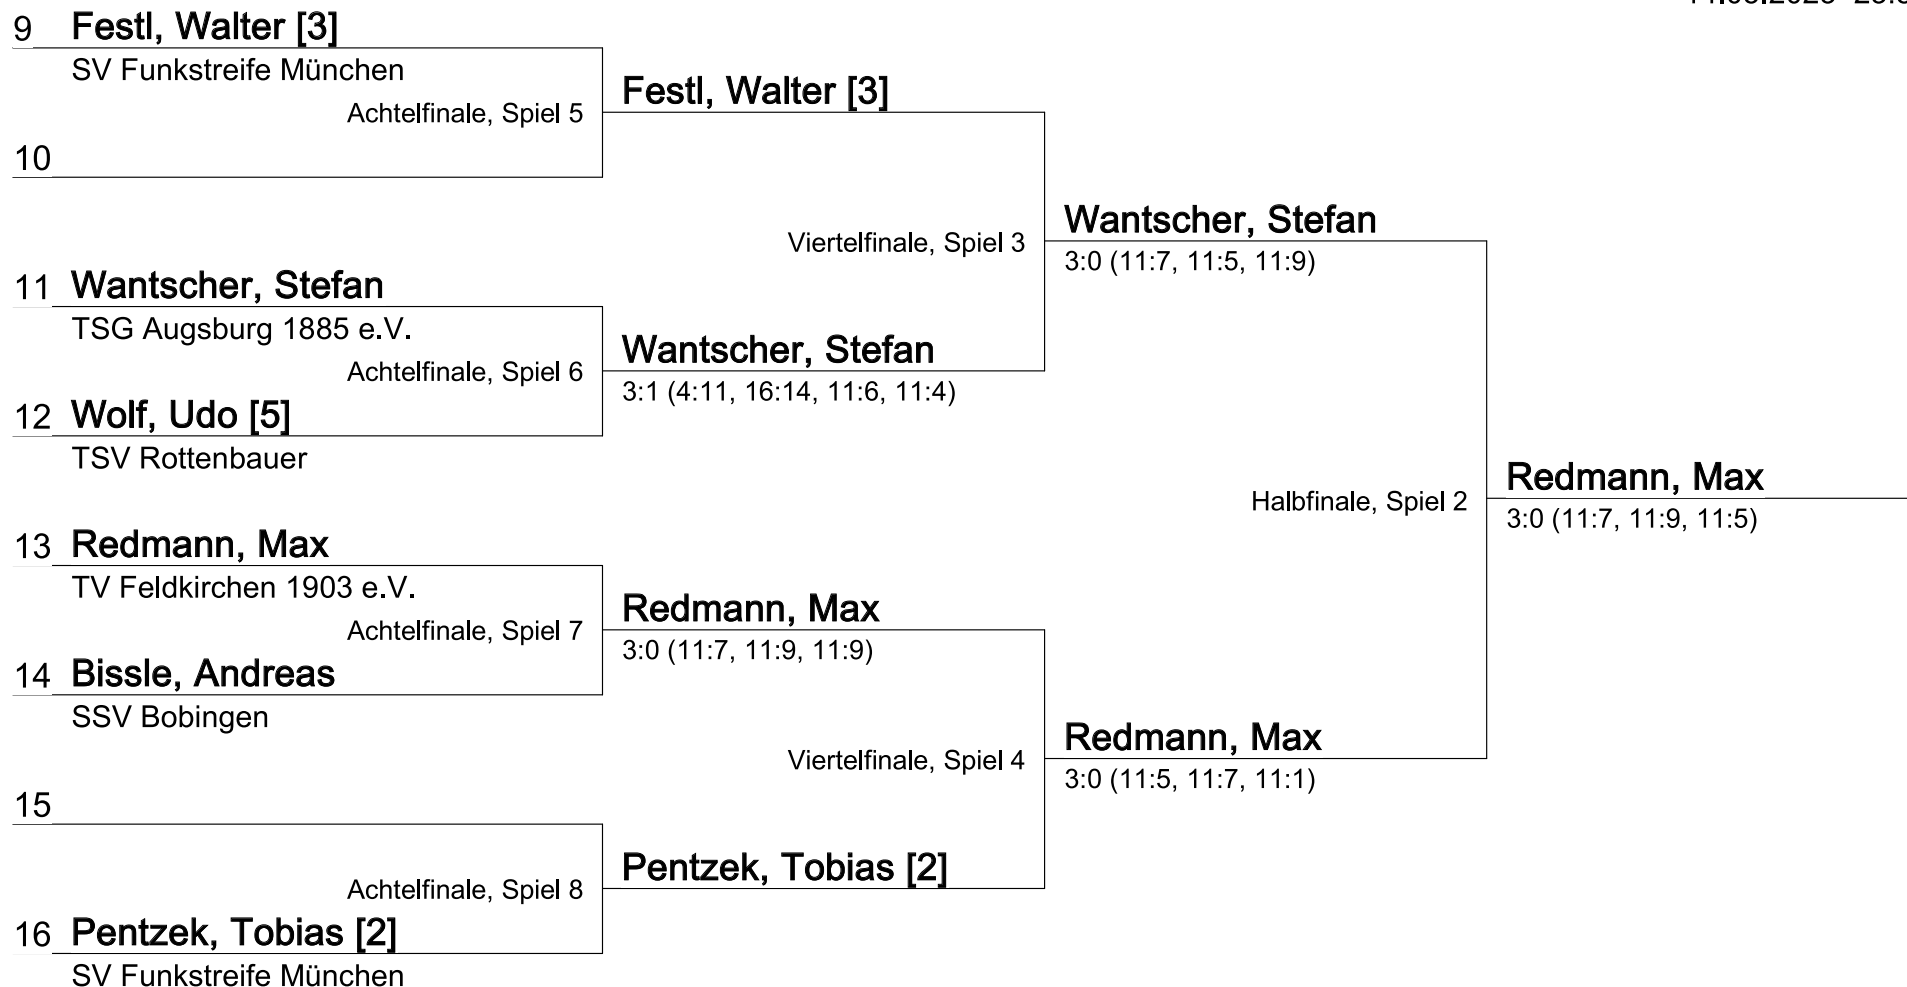 9 Festl, Walter [3]
SV Funkstreife München
Achtelfinale, Spiel 5
Festl, Walter [3]
10
Viertelfinale, Spiel 3
Wantscher, Stefan
3:0 (11:7, 11:5, 11:9)
11 Wantscher, Stefan
TSG Augsburg 1885 e.V.
Achtelfinale, Spiel 6
Wantscher, Stefan
3:1 (4:11, 16:14, 11:6, 11:4)
12 Wolf, Udo [5]
TSV Rottenbauer
Halbfinale, Spiel 2
Redmann, Max
3:0 (11:7, 11:9, 11:5)
13 Redmann, Max
TV Feldkirchen 1903 e.V.
Achtelfinale, Spiel 7
Redmann, Max
3:0 (11:7, 11:9, 11:9)
14 Bissle, Andreas
SSV Bobingen
Viertelfinale, Spiel 4
Redmann, Max
3:0 (11:5, 11:7, 11:1)
15
Achtelfinale, Spiel 8
Pentzek, Tobias [2]
16 Pentzek, Tobias [2]
SV Funkstreife München